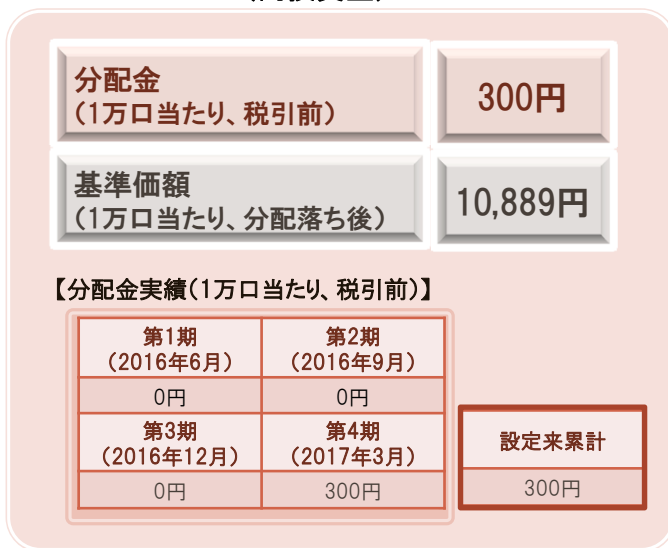 分配金
(1万口当たり、税引前)
300円
基準価額
(1万口当たり、分配落ち後)
10,889円
【分配金実績(1万口当たり、税引前)】
第1期
(2016年6月)
第2期
(2016年9月)
0円
0円
第3期
(2016年12月)
第4期
(2017年3月)
0円
300円
設定来累計
300円